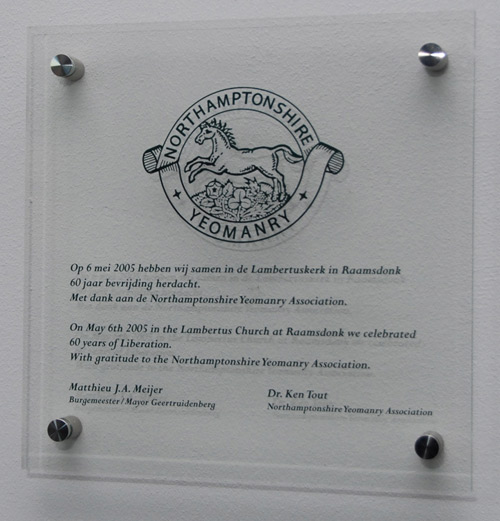 NORTHAMPTONSHIRE
YEOMANRY
Op 6 mei 2005 hebben wij samen in de Lambertuskerk in Raamsdonk
60 jaar bevrijding herdacht.
Met dank aan de Northamptonshire Yeomanry Association.
On May 6th 2005 in the Lambertus Church at Raamsdonk we celebrated
60 years of Liberation.
With gratitude to the Northamptonshire Yeomanry Association.
Matthieu J.A. Meijer
Burgemeester/Mayor Geertruidenberg
Dr. Ken Tout
Northamptonshire Yeomanry Association